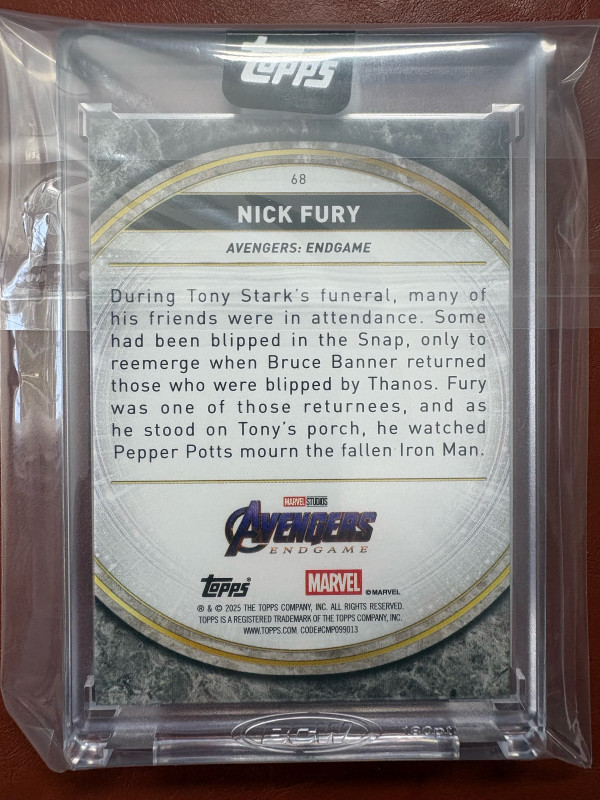 topps
68
NICK FURY
AVENGERS: ENDGAME
During Tony Stark's funeral, many of
his friends were in attendance. Some
had been blipped in the Snap, only to
reemerge when Bruce Banner returned
those who were blipped by Thanos. Fury
was one of those returnees, and as
he stood on Tony's porch, he watched
Pepper Potts mourn the fallen Iron Man.
MARVEL STUDIOS
AVENGERS
ENDGAME
topps® MARVEL ©MARVEL
® & © 2025 THE TOPPS COMPANY, INC. ALL RIGHTS RESERVED.
TOPPS IS A REGISTERED TRADEMARK OF THE TOPPS COMPANY, INC.
WWW.TOPPS.COM CODE#CMP099013
BCW